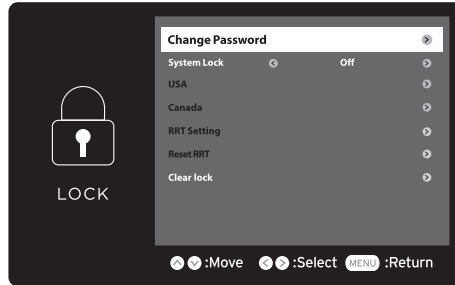 Change Password
System Lock Off
USA
Canada
RRT Setting
Reset RRT
Clear lock
LOCK
:Move :Select MENU :Return